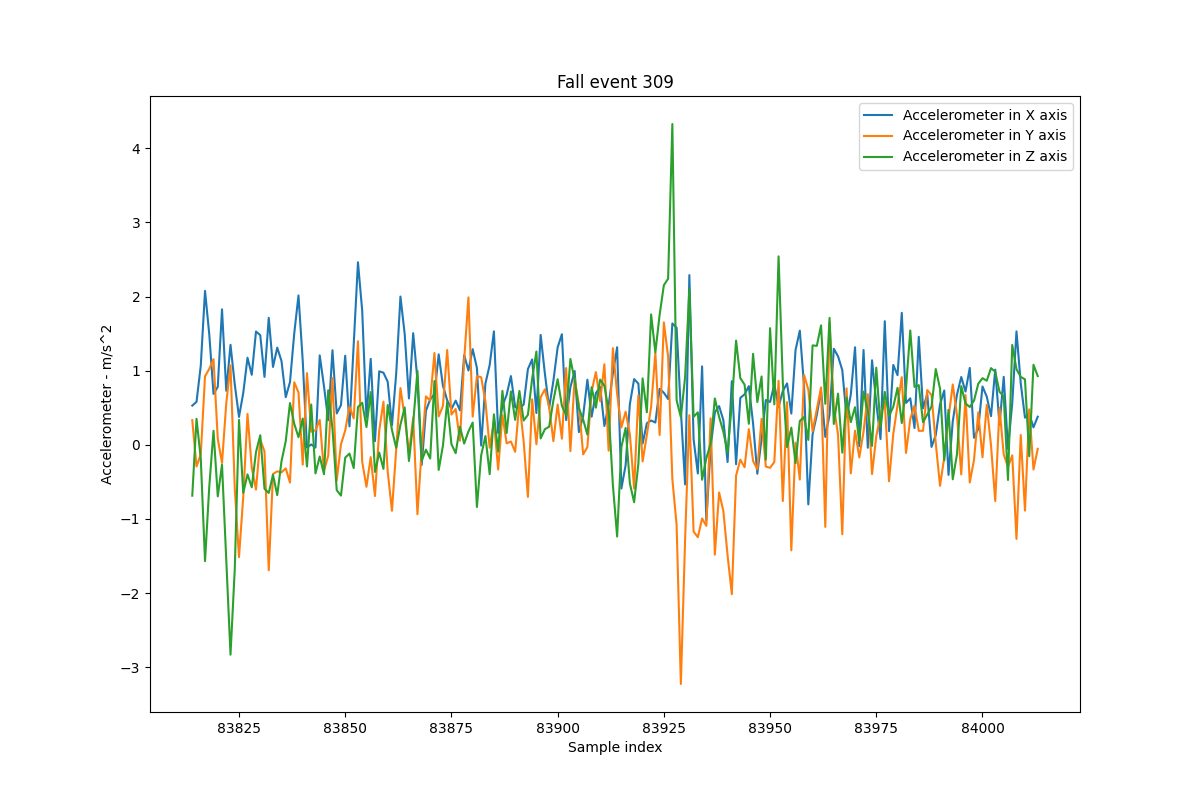 Fall event 309
Accelerometer in X axis
Accelerometer in Y axis
Accelerometer in Z axis
Accelerometer - m/s^2
4
3
2
1
0
−1
−2
−3
83825 83850 83875 83900 83925 83950 83975 84000
Sample index